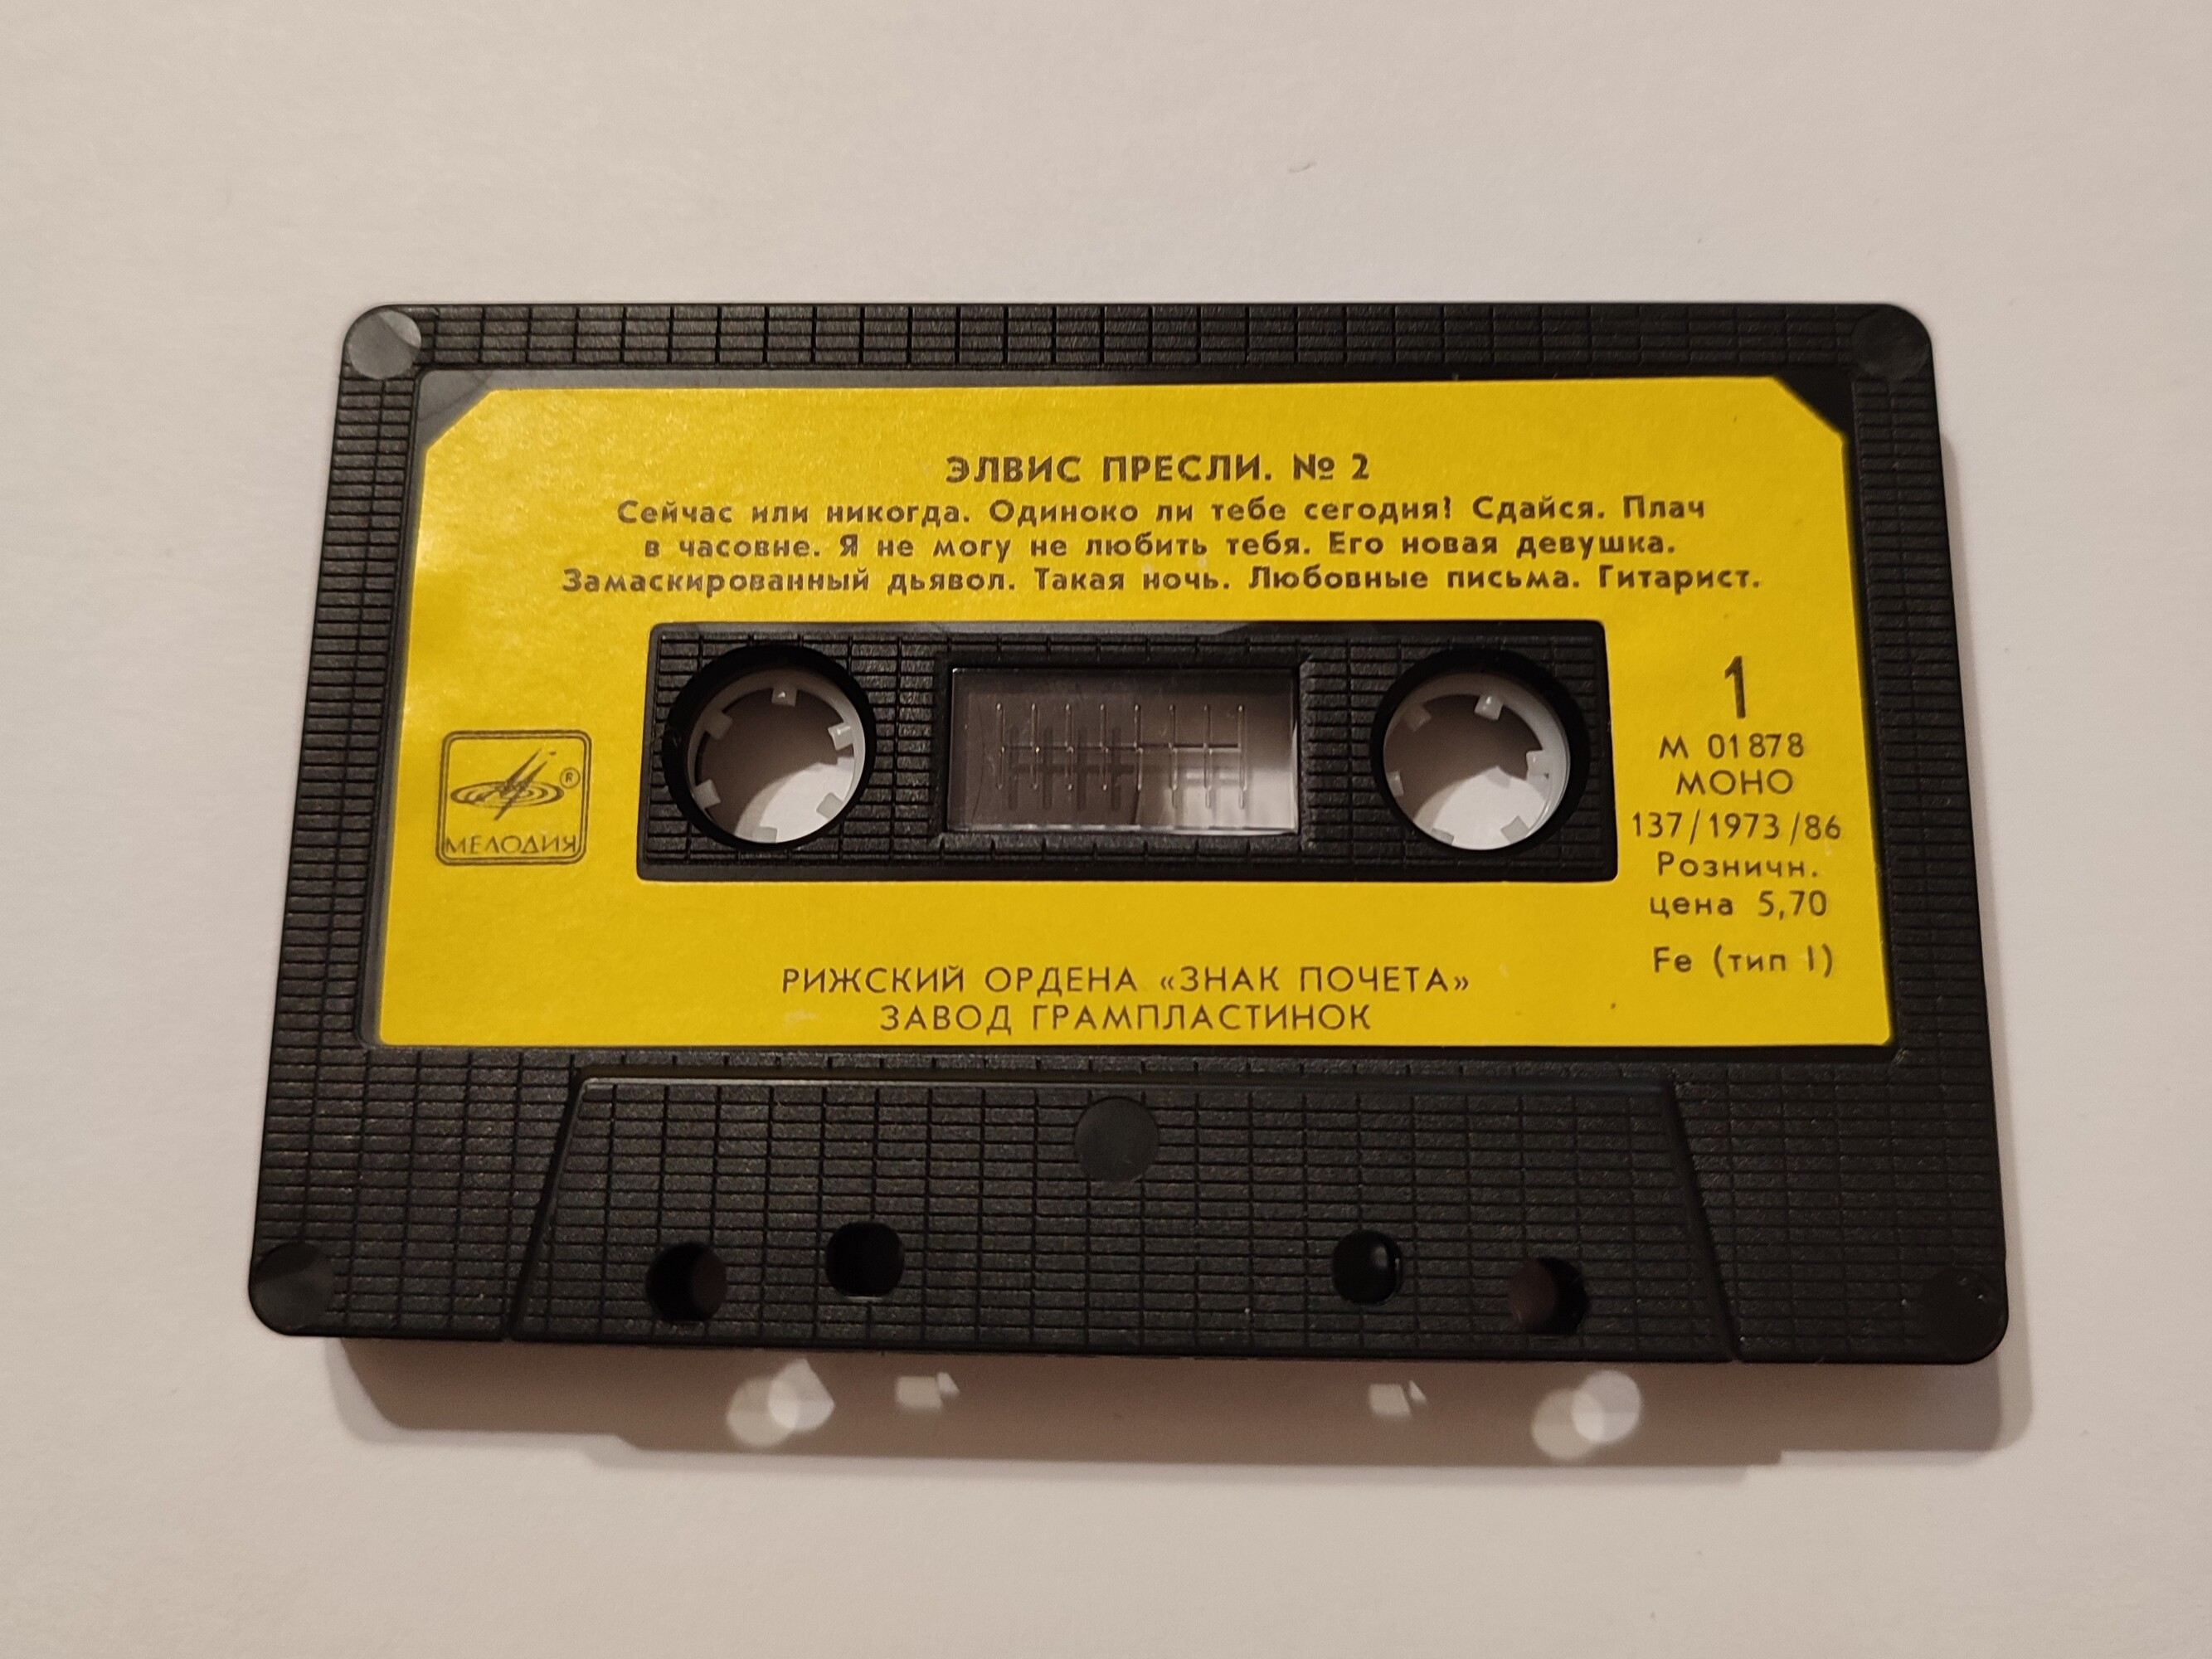 ЭЛВИС ПРЕСЛИ. № 2
Сейчас или никогда. Одиноко ли тебе сегодня? Сдайся. Плач
в часовне. Я не могу не любить тебя. Его новая девушка.
Замаскированный дьявол. Такая ночь. Любовные письма. Гитарист.
®
МЕЛОДИЯ
1
М 01878
МОНО
137/1973/86
Розничн.
цена 5,70
Fe (тип I)
РИЖСКИЙ ОРДЕНА «ЗНАК ПОЧЕТА»
ЗАВОД ГРАМПЛАСТИНОК